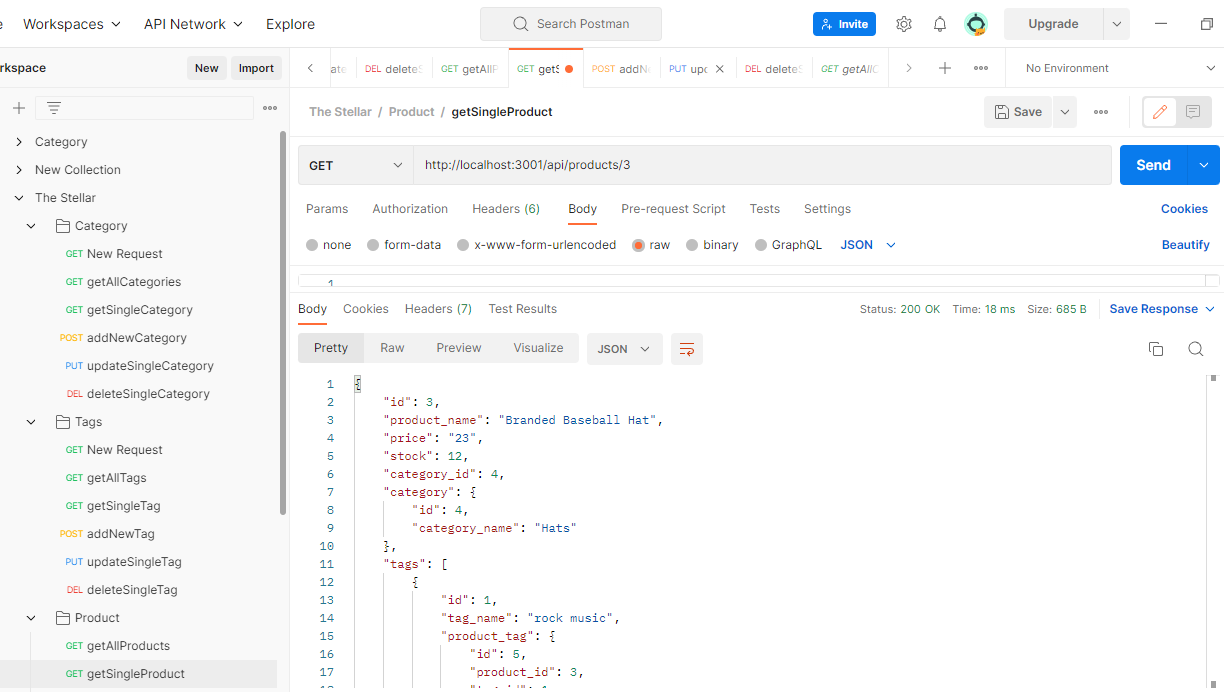 Workspaces
API Network
Explore
Search Postman
Invite
Upgrade
rkspace
New
Import
DEL delete
GET getAllP
GET getS
POST addN
PUT up
DEL delete
GET getAllC
No Environment
The Stellar / Product / getSingleProduct
Save
Category
New Collection
The Stellar
Category
GET New Request
GET getAllCategories
GET getSingleCategory
POST addNewCategory
PUT updateSingleCategory
DEL deleteSingleCategory
Tags
GET New Request
GET getAllTags
GET getSingleTag
POST addNewTag
PUT updateSingleTag
DEL deleteSingleTag
Product
GET getAllProducts
GET getSingleProduct
GET
http://localhost:3001/api/products/3
Send
Params Authorization Headers (6) Body Pre-request Script Tests Settings
Cookies
none form-data x-www-form-urlencoded raw binary GraphQL JSON
Beautify
1
Body Cookies Headers (7) Test Results
Status: 200 OK Time: 18 ms Size: 685 B
Save Response
Pretty Raw Preview Visualize JSON
1 {
2 "id": 3,
3 "product_name": "Branded Baseball Hat",
4 "price": "23",
5 "stock": 12,
6 "category_id": 4,
7 "category": {
8 "id": 4,
9 "category_name": "Hats"
10 },
11 "tags": [
12 {
13 "id": 1,
14 "tag_name": "rock music",
15 "product_tag": {
16 "id": 5,
17 "product_id": 3,